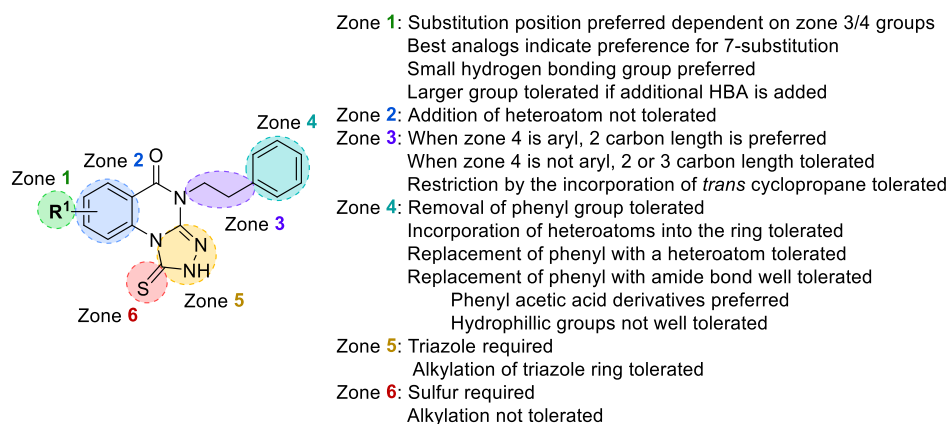 Zone 1: Substitution position preferred dependent on zone 3/4 groups
Best analogs indicate preference for 7-substitution
Small hydrogen bonding group preferred
Larger group tolerated if additional HBA is added
Zone 2: Addition of heteroatom not tolerated
Zone 3: When zone 4 is aryl, 2 carbon length is preferred
When zone 4 is not aryl, 2 or 3 carbon length tolerated
Restriction by the incorporation of trans cyclopropane tolerated
Zone 4: Removal of phenyl group tolerated
Incorporation of heteroatoms into the ring tolerated
Replacement of phenyl with a heteroatom tolerated
Replacement of phenyl with amide bond well tolerated
Phenyl acetic acid derivatives preferred
Hydrophillic groups not well tolerated
Zone 5: Triazole required
Alkylation of triazole ring tolerated
Zone 6: Sulfur required
Alkylation not tolerated
Zone 4
Zone 2
O
Zone 1
R¹
N
Zone 3
N
N
NH
S
Zone 5
Zone 6